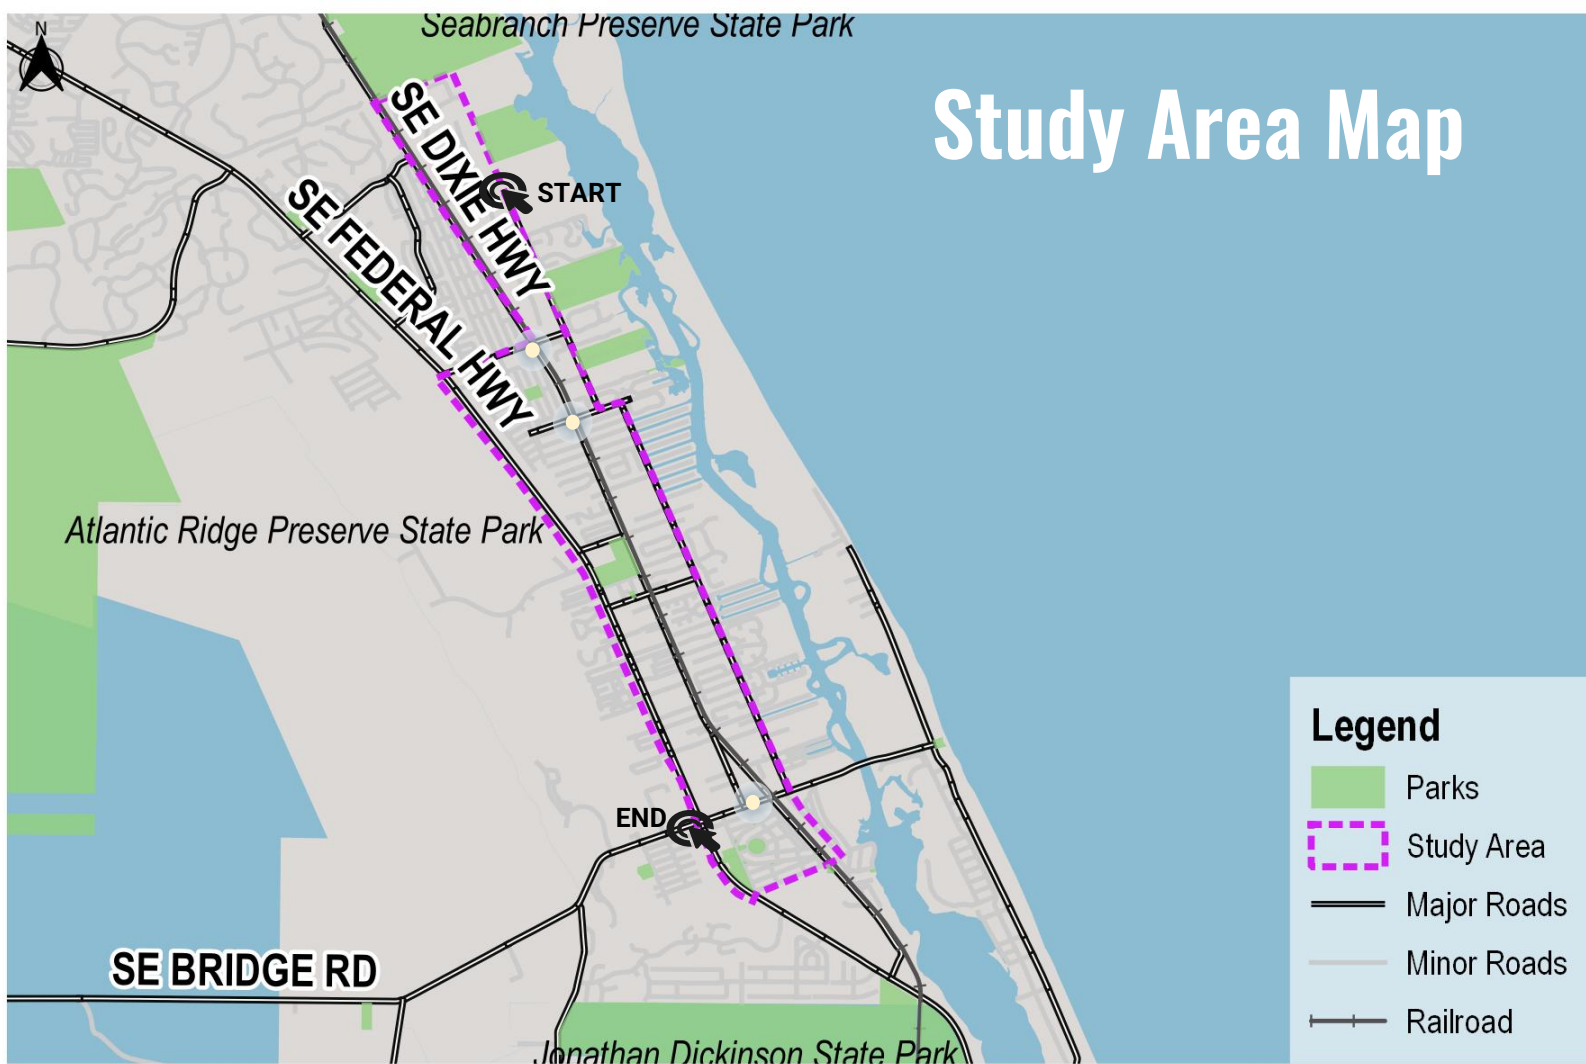 Seabranch Preserve State Park
N
Study Area Map
SE DIXIE HWY
START
SE FEDERAL HWY
Atlantic Ridge Preserve State Park
END
SE BRIDGE RD
Jonathan Dickinson State Park
Legend
Parks
Study Area
Major Roads
Minor Roads
Railroad